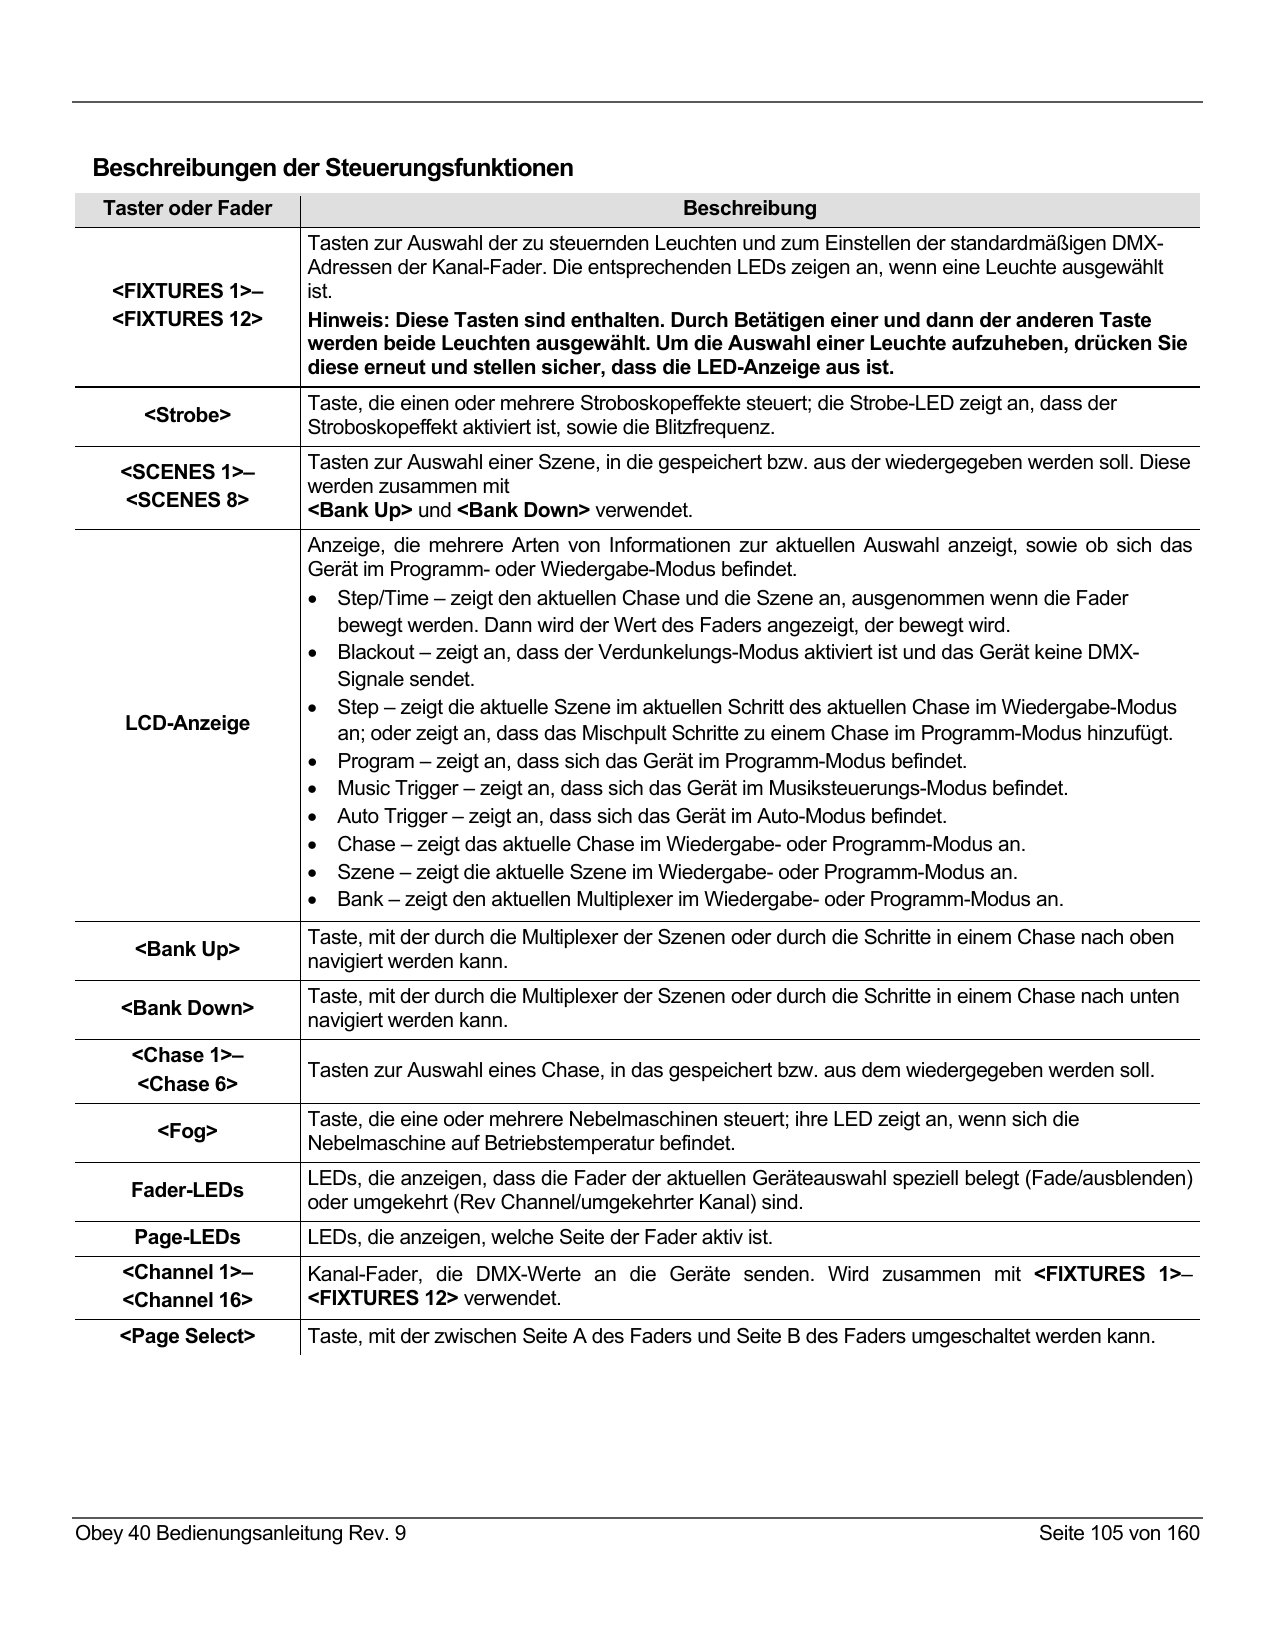 Beschreibungen der Steuerungsfunktionen
Taster oder Fader
Beschreibung
<FIXTURES 1>–
<FIXTURES 12>
Tasten zur Auswahl der zu steuernden Leuchten und zum Einstellen der standardmäßigen DMX-
Adressen der Kanal-Fader. Die entsprechenden LEDs zeigen an, wenn eine Leuchte ausgewählt
ist.
Hinweis: Diese Tasten sind enthalten. Durch Betätigen einer und dann der anderen Taste
werden beide Leuchten ausgewählt. Um die Auswahl einer Leuchte aufzuheben, drücken Sie
diese erneut und stellen sicher, dass die LED-Anzeige aus ist.
<Strobe>
Taste, die einen oder mehrere Stroboskopeffekte steuert; die Strobe-LED zeigt an, dass der
Stroboskopeffekt aktiviert ist, sowie die Blitzfrequenz.
<SCENES 1>–
<SCENES 8>
Tasten zur Auswahl einer Szene, in die gespeichert bzw. aus der wiedergegeben werden soll. Diese
werden zusammen mit
<Bank Up> und <Bank Down> verwendet.
LCD-Anzeige
Anzeige, die mehrere Arten von Informationen zur aktuellen Auswahl anzeigt, sowie ob sich das
Gerät im Programm- oder Wiedergabe-Modus befindet.
• Step/Time – zeigt den aktuellen Chase und die Szene an, ausgenommen wenn die Fader
bewegt werden. Dann wird der Wert des Faders angezeigt, der bewegt wird.
• Blackout – zeigt an, dass der Verdunkelungs-Modus aktiviert ist und das Gerät keine DMX-
Signale sendet.
• Step – zeigt die aktuelle Szene im aktuellen Schritt des aktuellen Chase im Wiedergabe-Modus
an; oder zeigt an, dass das Mischpult Schritte zu einem Chase im Programm-Modus hinzufügt.
• Program – zeigt an, dass sich das Gerät im Programm-Modus befindet.
• Music Trigger – zeigt an, dass sich das Gerät im Musiksteuerungs-Modus befindet.
• Auto Trigger – zeigt an, dass sich das Gerät im Auto-Modus befindet.
• Chase – zeigt das aktuelle Chase im Wiedergabe- oder Programm-Modus an.
• Szene – zeigt die aktuelle Szene im Wiedergabe- oder Programm-Modus an.
• Bank – zeigt den aktuellen Multiplexer im Wiedergabe- oder Programm-Modus an.
<Bank Up>
Taste, mit der durch die Multiplexer der Szenen oder durch die Schritte in einem Chase nach oben
navigiert werden kann.
<Bank Down>
Taste, mit der durch die Multiplexer der Szenen oder durch die Schritte in einem Chase nach unten
navigiert werden kann.
<Chase 1>–
<Chase 6>
Tasten zur Auswahl eines Chase, in das gespeichert bzw. aus dem wiedergegeben werden soll.
<Fog>
Taste, die eine oder mehrere Nebelmaschinen steuert; ihre LED zeigt an, wenn sich die
Nebelmaschine auf Betriebstemperatur befindet.
Fader-LEDs
LEDs, die anzeigen, dass die Fader der aktuellen Geräteauswahl speziell belegt (Fade/ausblenden)
oder umgekehrt (Rev Channel/umgekehrter Kanal) sind.
Page-LEDs
LEDs, die anzeigen, welche Seite der Fader aktiv ist.
<Channel 1>–
<Channel 16>
Kanal-Fader, die DMX-Werte an die Geräte senden. Wird zusammen mit <FIXTURES 1>–
<FIXTURES 12> verwendet.
<Page Select>
Taste, mit der zwischen Seite A des Faders und Seite B des Faders umgeschaltet werden kann.
Obey 40 Bedienungsanleitung Rev. 9
Seite 105 von 160